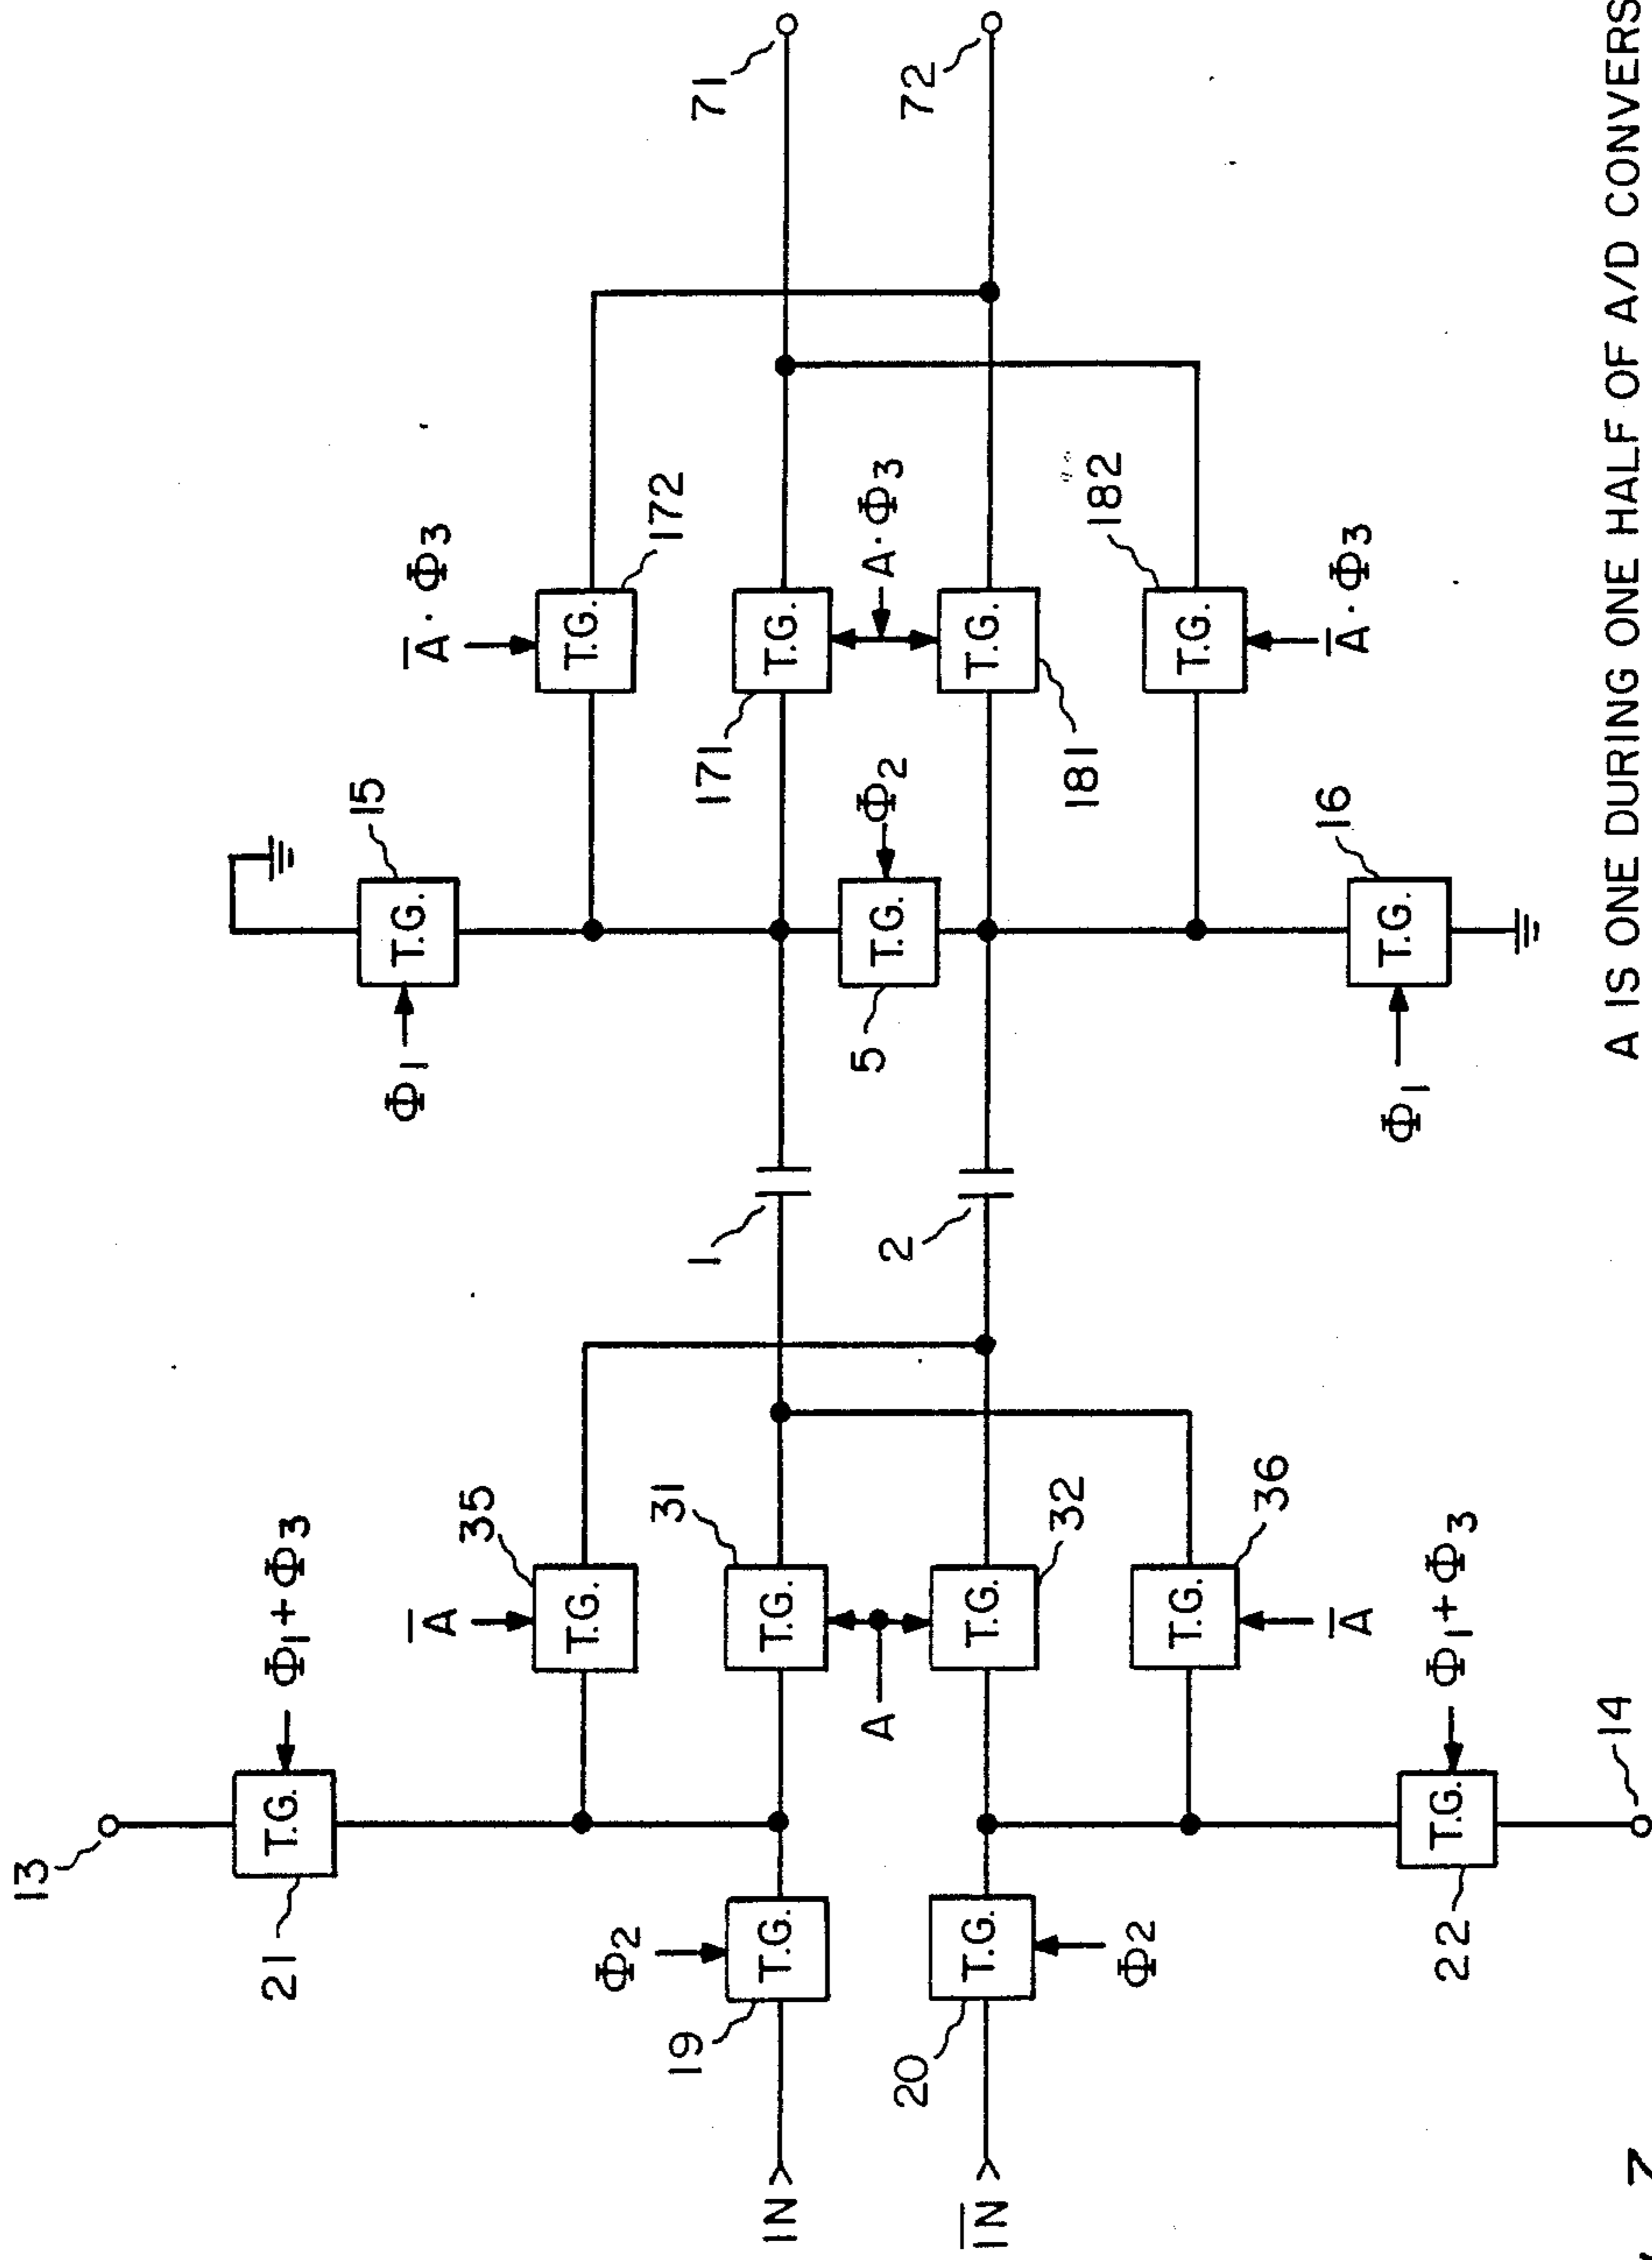 13
21 T.G. Φ1+Φ3
15
Φ1 T.G.
A̅ A̅·Φ3
35
T.G. T.G.
Φ2 31 172
19 1 171 71
IN T.G. T.G. T.G.
A 5 T.G. Φ2 A·Φ3
20 2 72
I̅N̅ T.G. T.G. T.G.
32 181 182
Φ2
T.G. T.G.
36 16
A̅ A̅·Φ3
Φ1 T.G.
22 T.G. Φ1+Φ3
14
A IS ONE DURING ONE HALF OF A/D CONVERS
7